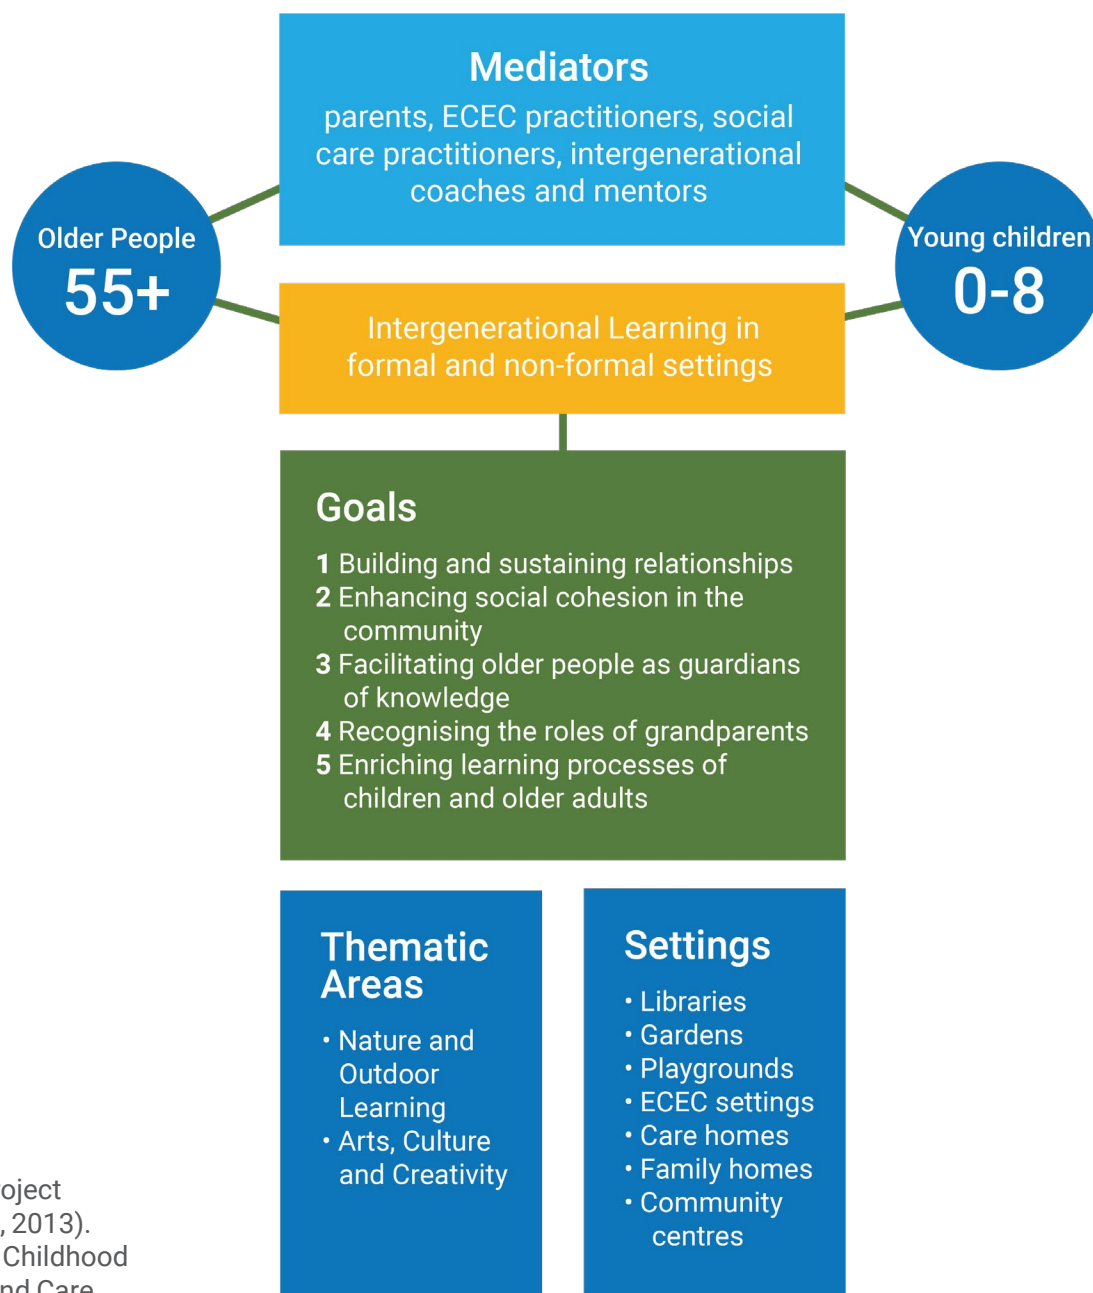 Mediators
parents, ECEC practitioners, social
care practitioners, intergenerational
coaches and mentors
Older People
55+
Young children
0-8
Intergenerational Learning in
formal and non-formal settings
Goals
1 Building and sustaining relationships
2 Enhancing social cohesion in the
community
3 Facilitating older people as guardians
of knowledge
4 Recognising the roles of grandparents
5 Enriching learning processes of
children and older adults
Thematic
Areas
• Nature and
Outdoor
Learning
• Arts, Culture
and Creativity
Settings
• Libraries
• Gardens
• Playgrounds
• ECEC settings
• Care homes
• Family homes
• Community
centres
, 2013).
Childhood
and Care